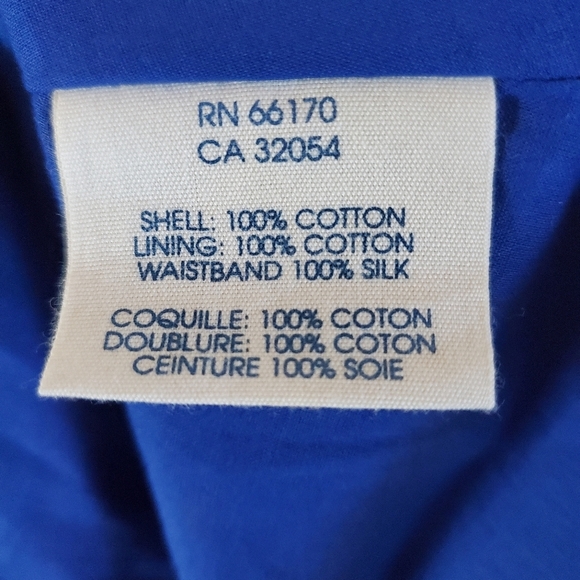 RN 66170
CA 32054
SHELL: 100% COTTON
LINING: 100% COTTON
WAISTBAND 100% SILK
COQUILLE: 100% COTON
DOUBLURE: 100% COTON
CEINTURE 100% SOIE